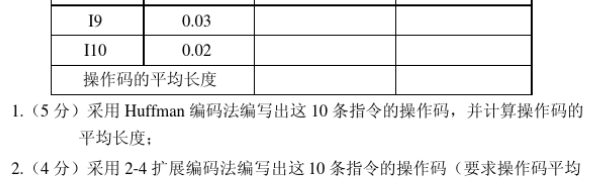 I9 0.03
I10 0.02
操作码的平均长度
1.（5 分）采用 Huffman 编码法编写出这 10 条指令的操作码，并计算操作码的
平均长度；
2.（4 分）采用 2-4 扩展编码法编写出这 10 条指令的操作码（要求操作码平均